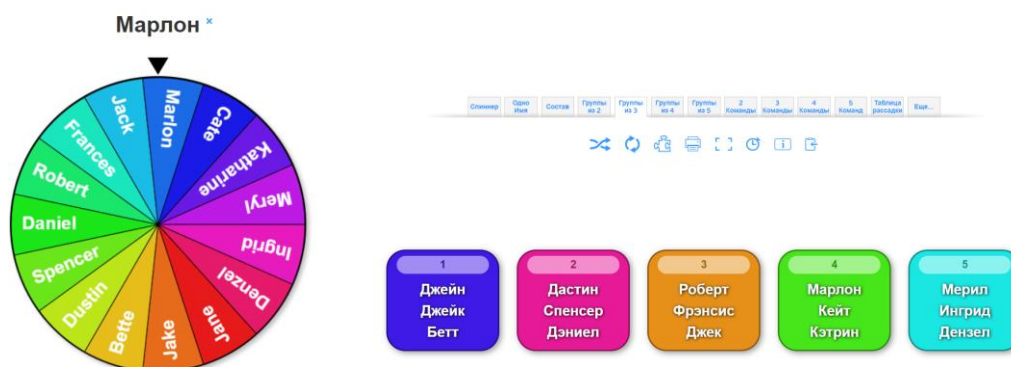 Марлон ×
Marlon
Cate
Katharine
Meryl
Ingrid
Denzel
Jane
Jake
Bette
Dustin
Spencer
Daniel
Robert
Frances
Jack
Спиннер
Одно Имя
Состав
Группы из 2
Группы из 3
Группы из 4
Группы из 5
2 Команды
3 Команды
4 Команды
5 Команд
Таблица рассадки
Еще...
1
Джейн
Джейк
Бетт
2
Дастин
Спенсер
Дэниел
3
Роберт
Фрэнсис
Джек
4
Марлон
Кейт
Кэтрин
5
Мерил
Ингрид
Дензел